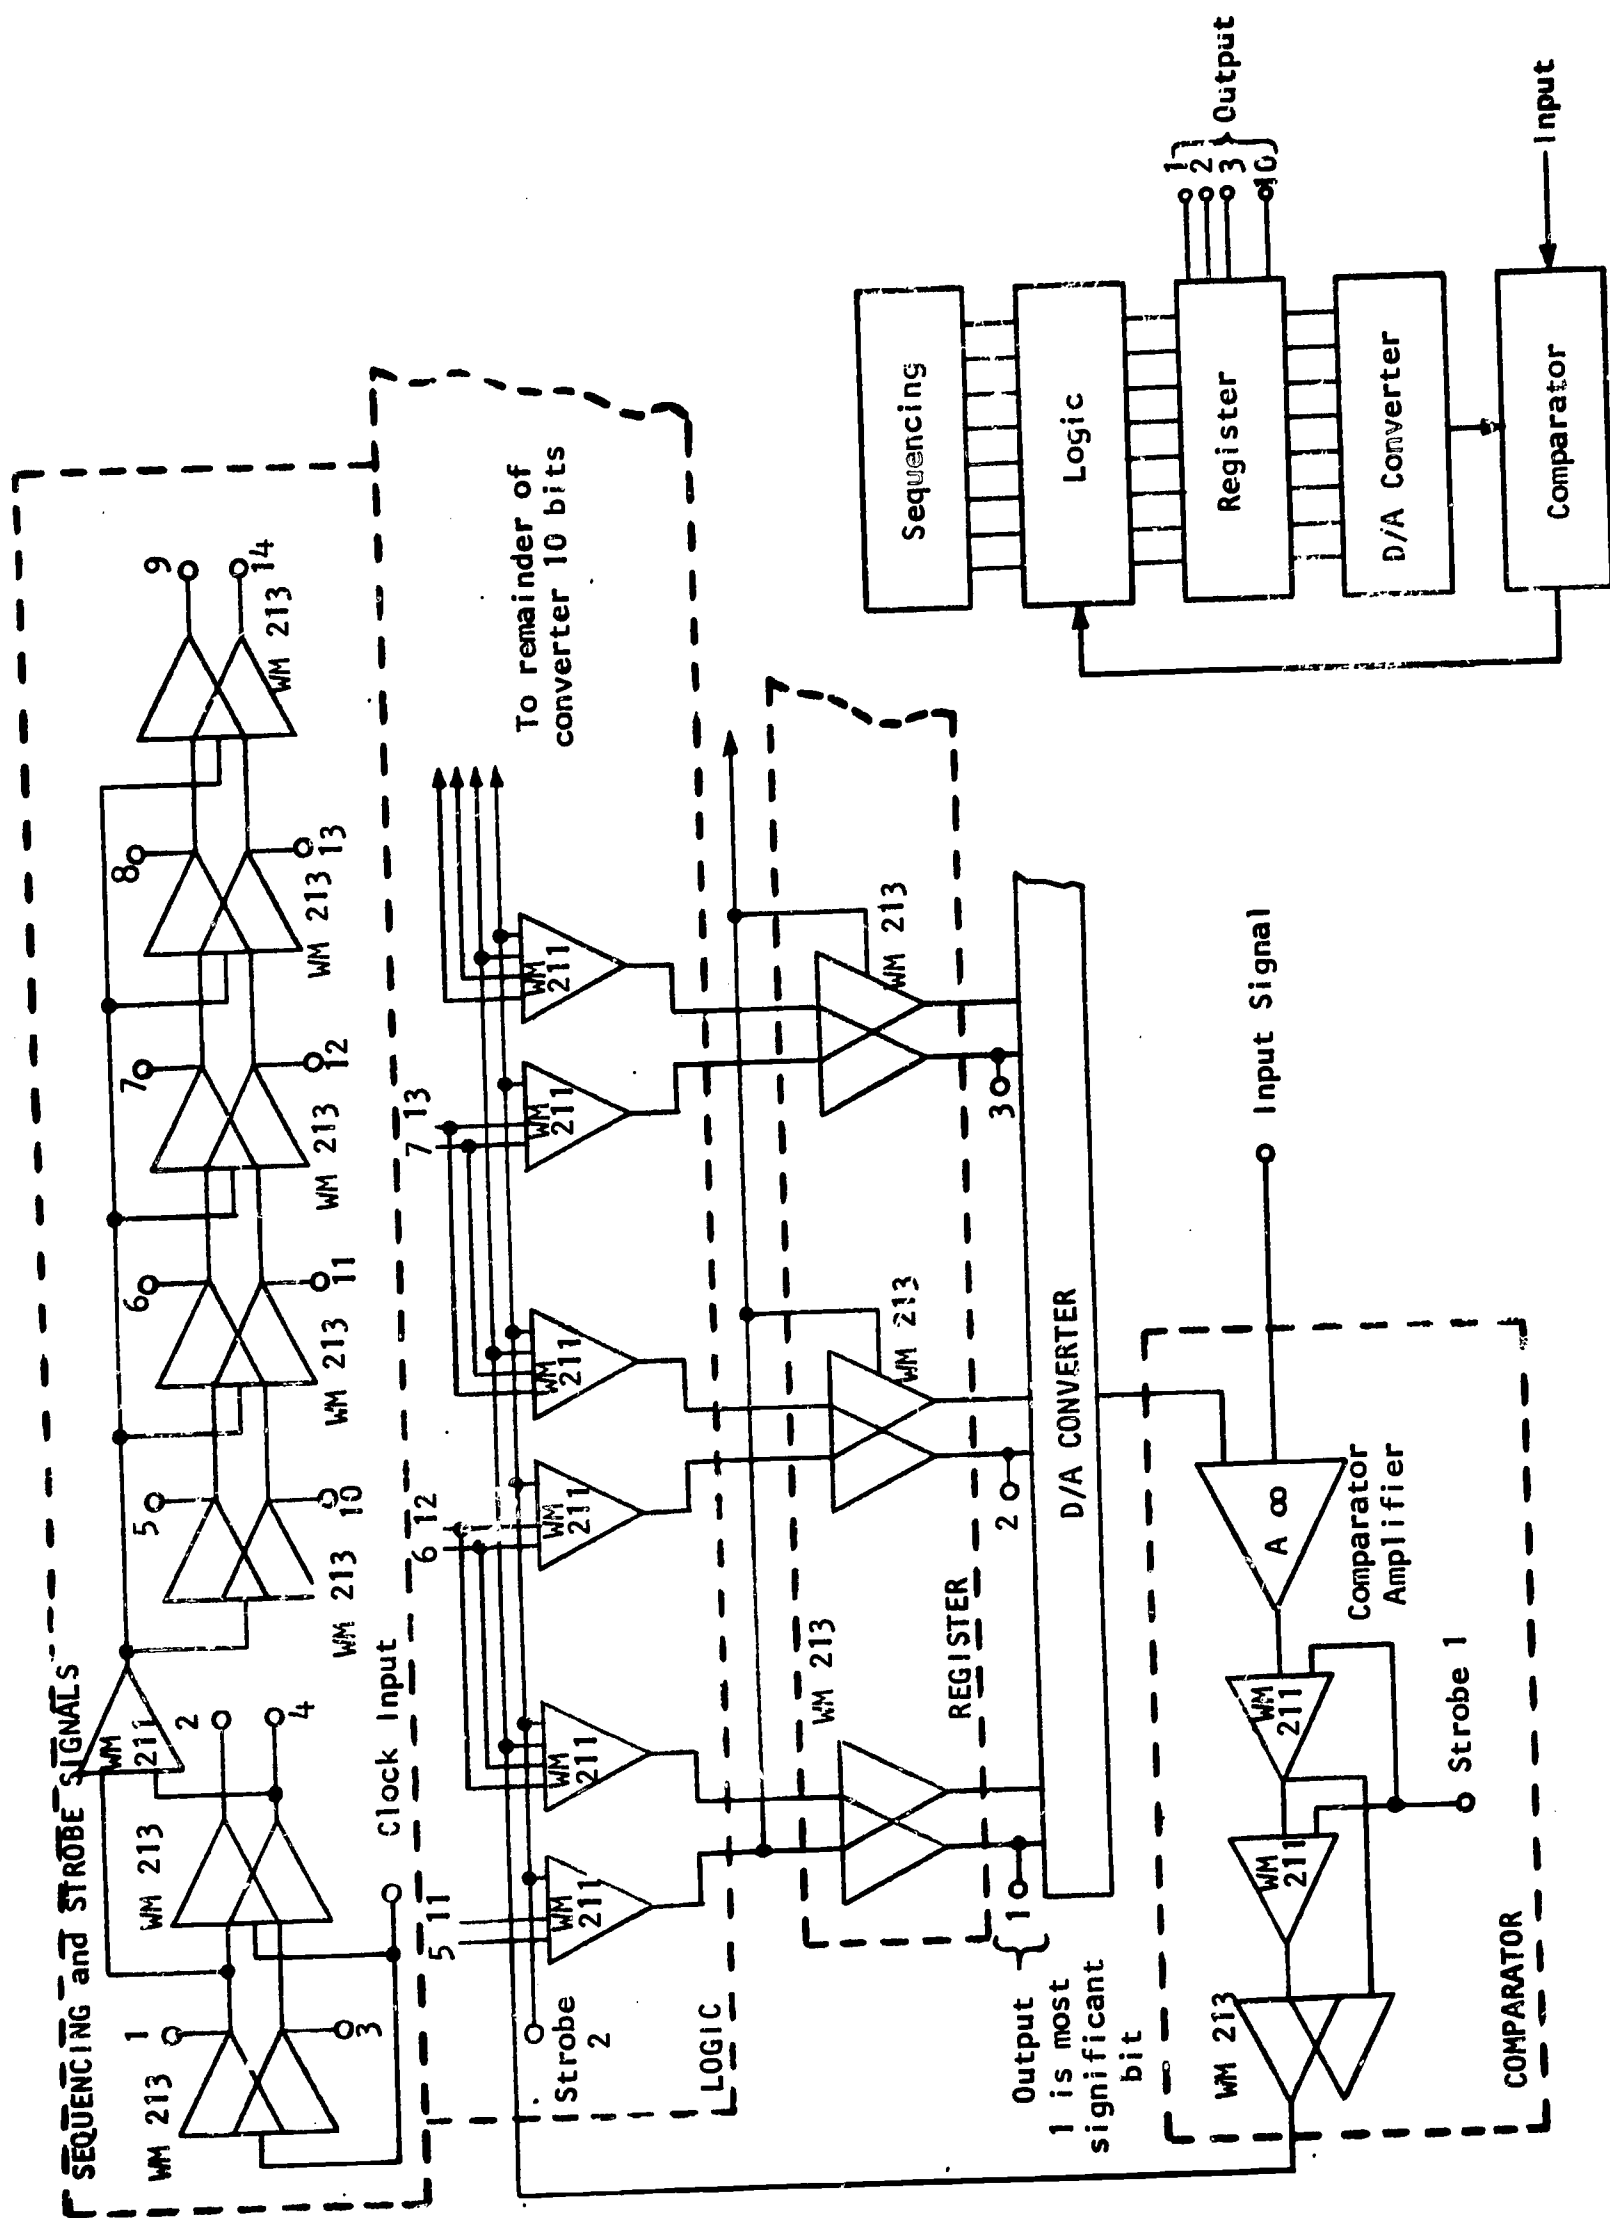 SEQUENCING and STROBE SIGNALS
WM 213
1
3
WM 213
2
4
WM
211
WM 213
5
10
WM 213
6
11
WM 213
7
12
WM 213
8
13
WM 213
9
14
Clock Input
5
11
6
12
7
13
To remainder of
converter 10 bits
WM
211
WM
211
WM
211
WM
211
WM
211
WM
211
Strobe
2
LOGIC
WM 213
WM 213
WM 213
REGISTER
Output
1 is most
significant
bit
1
2
3
D/A CONVERTER
Input Signal
WM 213
WM
211
WM
211
A ∞
Comparator
Amplifier
Strobe 1
COMPARATOR
Sequencing
Logic
Register
D/A Converter
Comparator
1
2
3
10
Output
Input